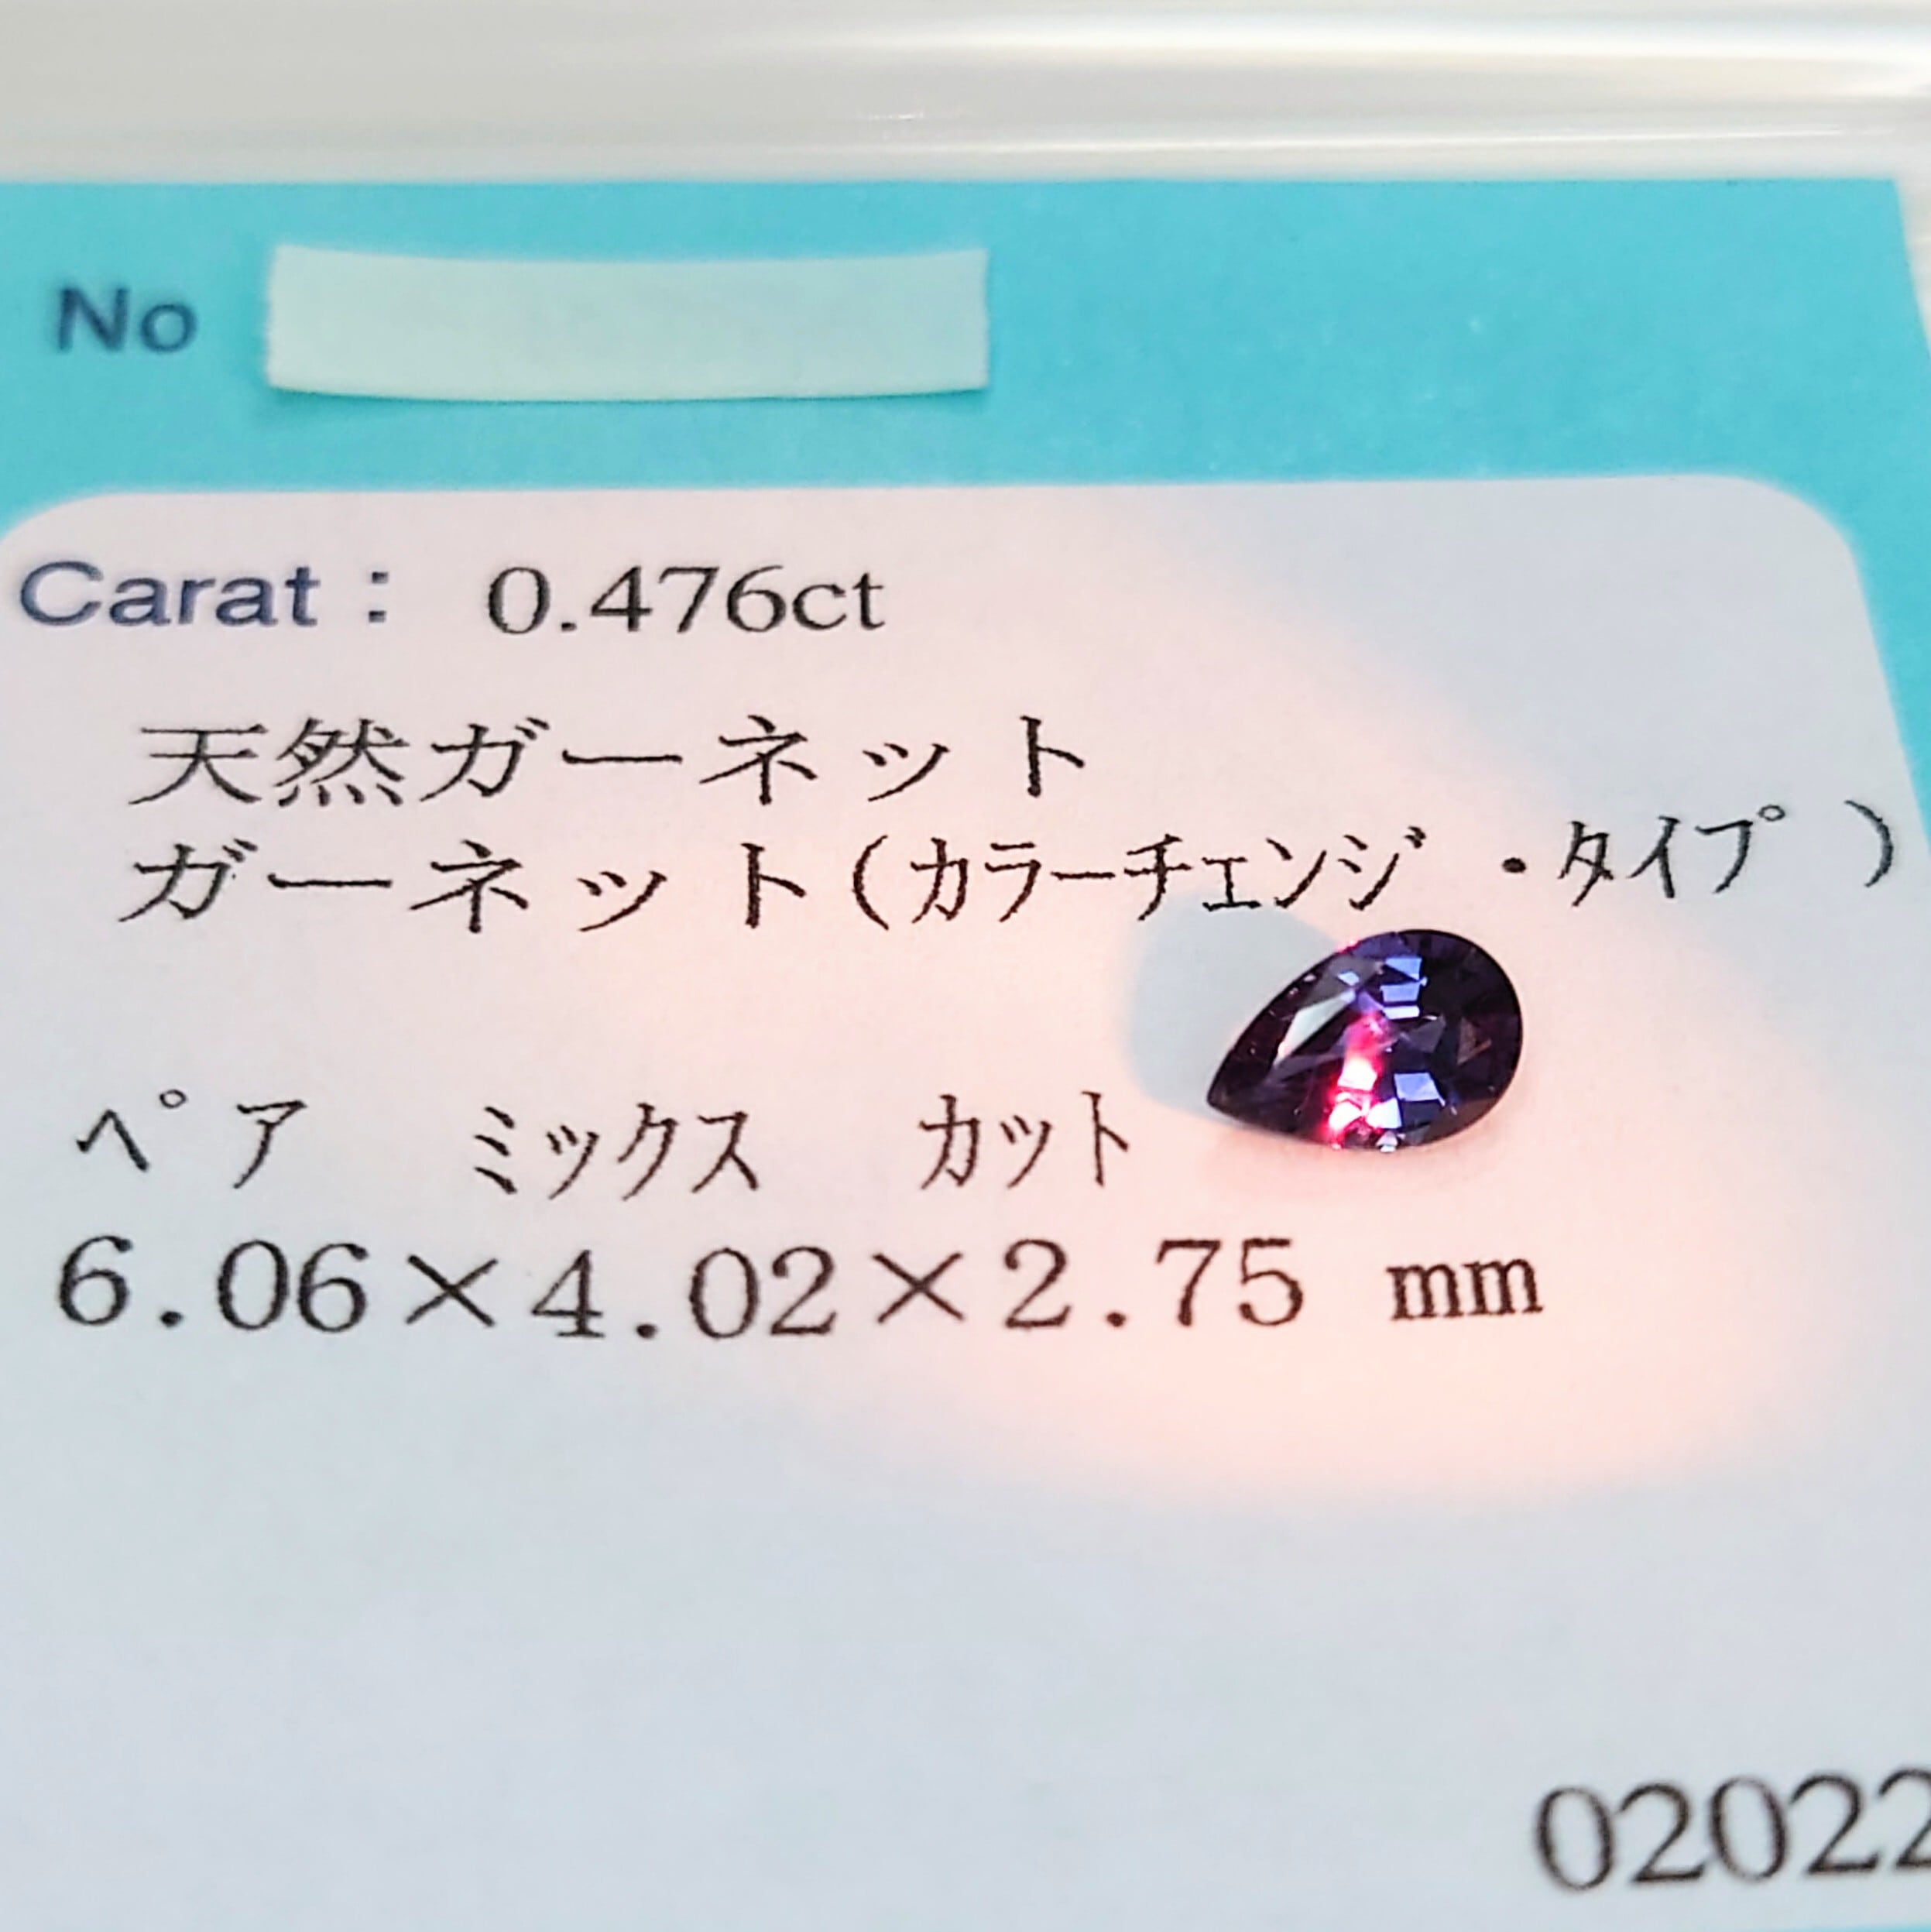 No
Carat : 0.476ct
天然ガーネット
ガーネット(カラーチェンジ・タイプ)
ペア ミックス カット
6.06×4.02×2.75 mm
02022